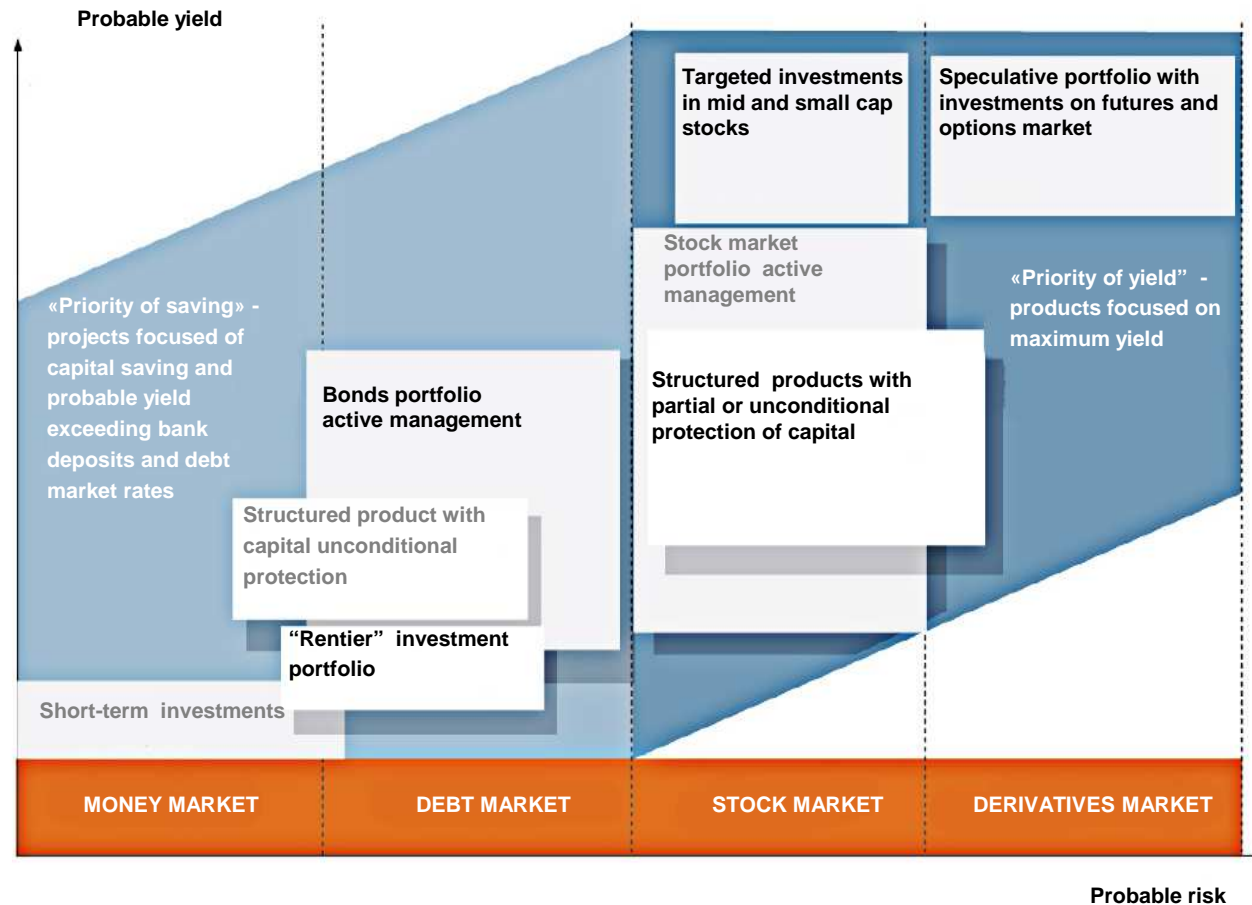 Probable yield
Targeted investments
in mid and small cap
stocks
Speculative portfolio with
investments on futures and
options market
Stock market
portfolio active
management
«Priority of yield” -
products focused on
maximum yield
«Priority of saving» -
projects focused of
capital saving and
probable yield
exceeding bank
deposits and debt
market rates
Bonds portfolio
active management
Structured products with
partial or unconditional
protection of capital
Structured product with
capital unconditional
protection
“Rentier” investment
portfolio
Short-term investments
MONEY MARKET
DEBT MARKET
STOCK MARKET
DERIVATIVES MARKET
Probable risk